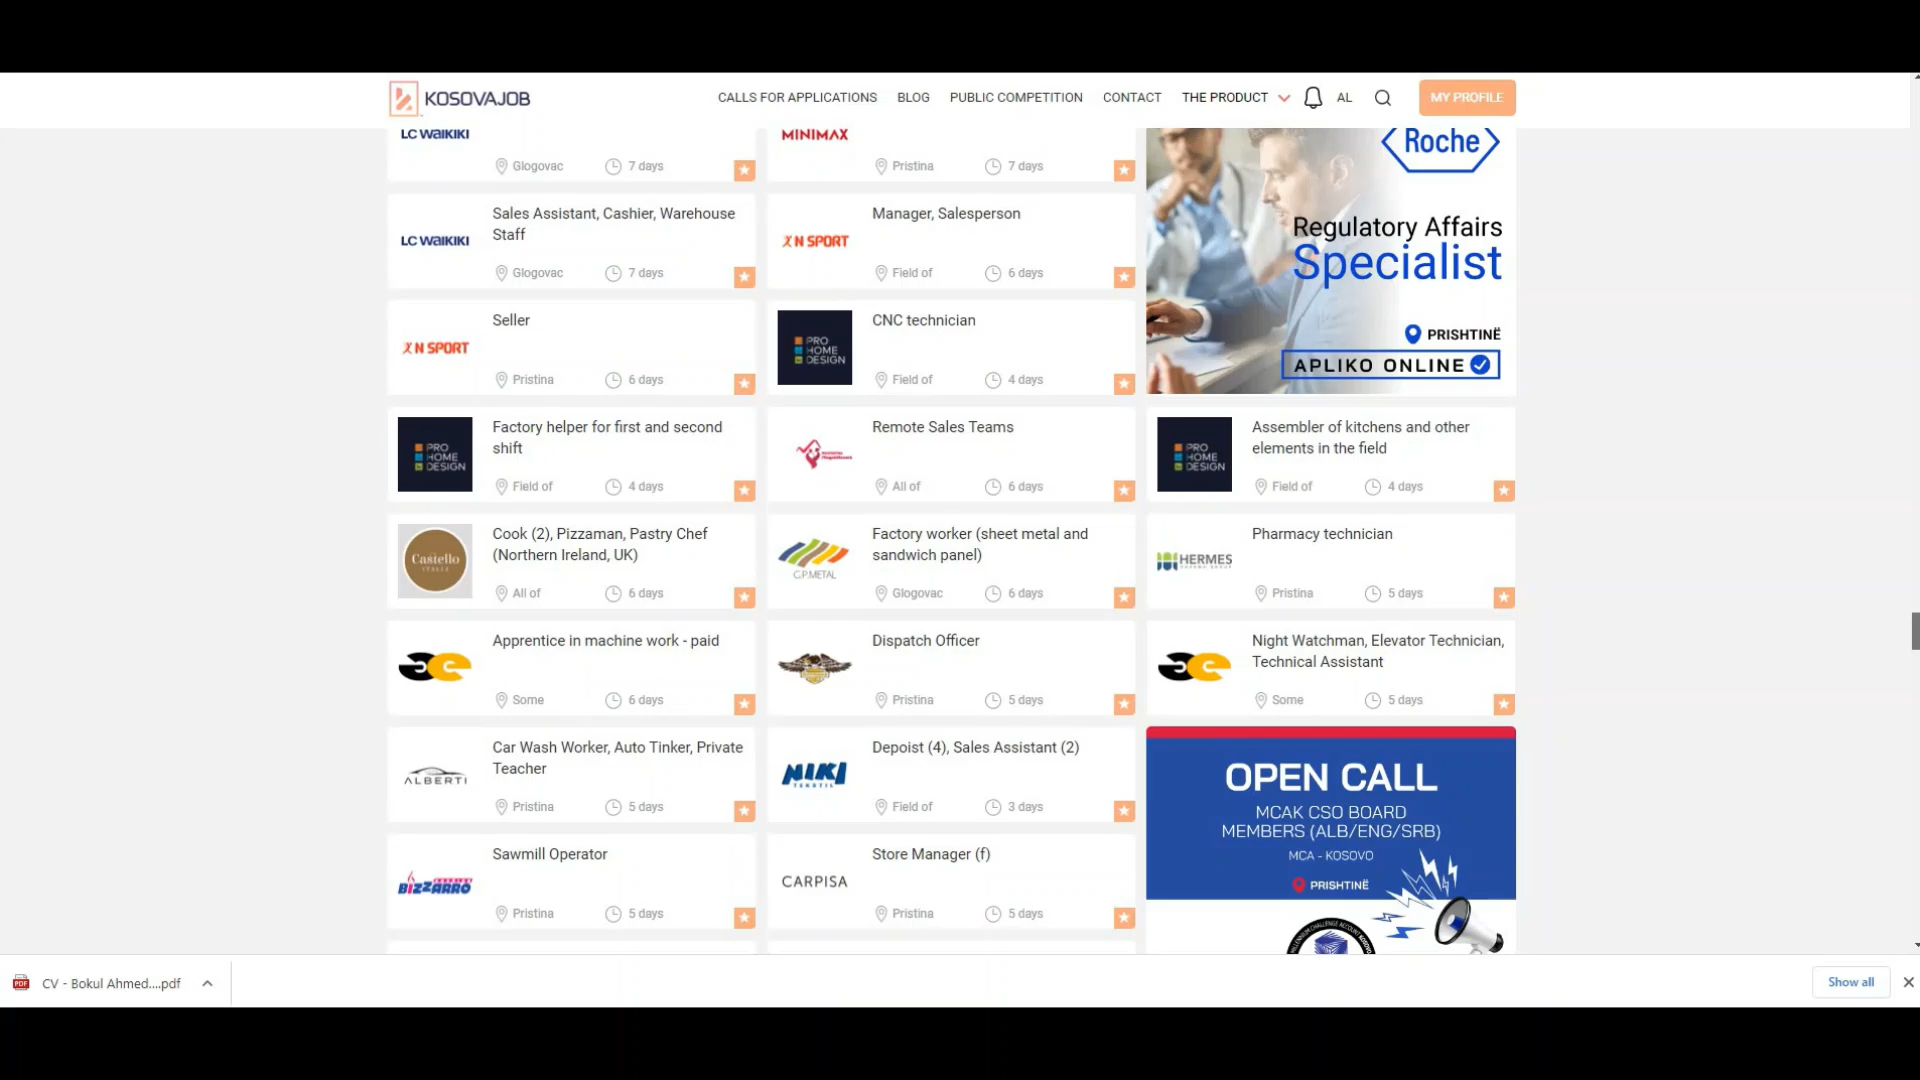 KOSOVAJOB
CALLS FOR APPLICATIONS
BLOG
PUBLIC COMPETITION
CONTACT
THE PRODUCT
AL
MY PROFILE
LC WAIKIKI
Glogovac
7 days
MINIMAX
Pristina
7 days
Roche
Regulatory Affairs
Specialist
PRISHTINË
APLIKO ONLINE
LC WAIKIKI
Sales Assistant, Cashier, Warehouse
Staff
Glogovac
7 days
N SPORT
Manager, Salesperson
Field of
6 days
N SPORT
Seller
Pristina
6 days
PRO
HOME
DESIGN
CNC technician
Field of
4 days
PRO
HOME
DESIGN
Factory helper for first and second
shift
Field of
4 days
Remote Sales Teams
All of
6 days
PRO
HOME
DESIGN
Assembler of kitchens and other
elements in the field
Field of
4 days
Castello
ITALIA
Cook (2), Pizzaman, Pastry Chef
(Northern Ireland, UK)
All of
6 days
G.P.METAL
Factory worker (sheet metal and
sandwich panel)
Glogovac
6 days
HERMES
Pharmacy technician
Pristina
5 days
Apprentice in machine work - paid
Some
6 days
Dispatch Officer
Pristina
5 days
Night Watchman, Elevator Technician,
Technical Assistant
Some
5 days
ALBERTI
Car Wash Worker, Auto Tinker, Private
Teacher
Pristina
5 days
NIKI
TEKSTIL
Depoist (4), Sales Assistant (2)
Field of
3 days
OPEN CALL
MCAK CSO BOARD
MEMBERS (ALB/ENG/SRB)
MCA - KOSOVO
PRISHTINË
BIZZARRO
Sawmill Operator
Pristina
5 days
CARPISA
Store Manager (f)
Pristina
5 days
MILLENNIUM CHALLENGE ACCOUNT KOSOVO
PDF
CV - Bokul Ahmed....pdf
Show all